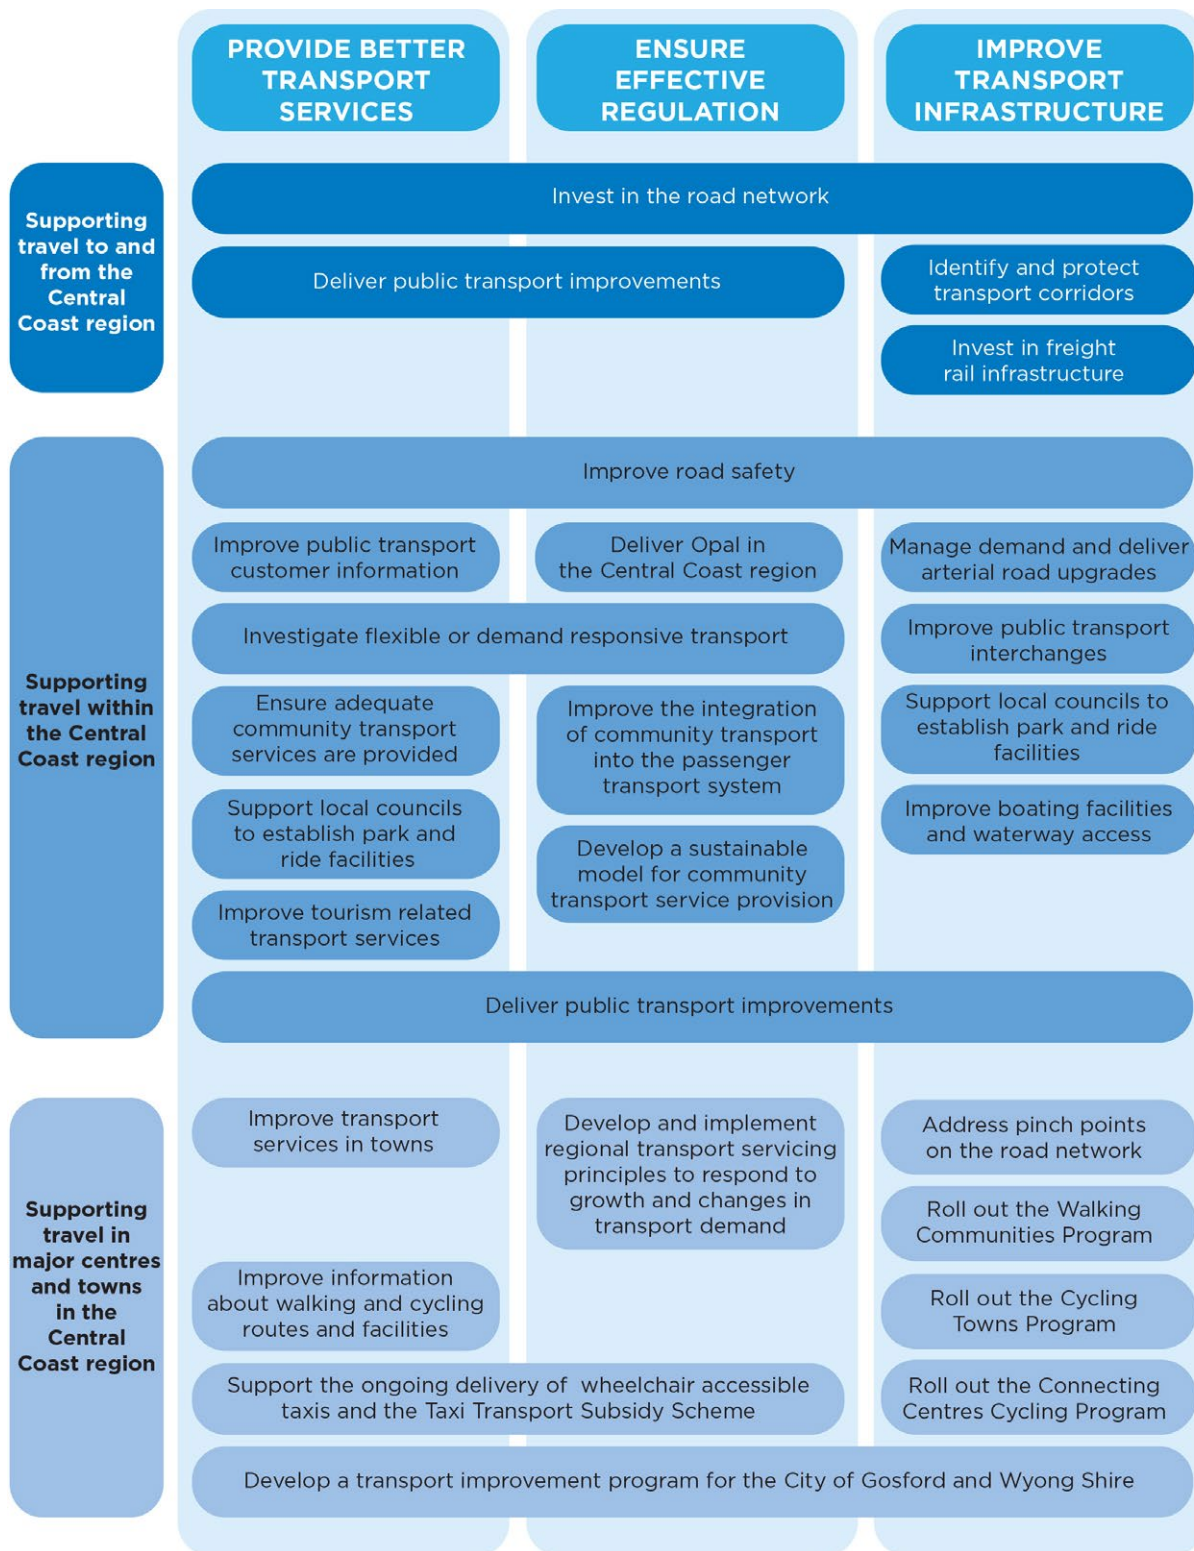 PROVIDE BETTER
TRANSPORT
SERVICES
ENSURE
EFFECTIVE
REGULATION
IMPROVE
TRANSPORT
INFRASTRUCTURE
Supporting
travel to and
from the
Central
Coast region
Invest in the road network
Deliver public transport improvements
Identify and protect
transport corridors
Invest in freight
rail infrastructure
Supporting
travel within
the Central
Coast region
Improve road safety
Improve public transport
customer information
Deliver Opal in
the Central Coast region
Manage demand and deliver
arterial road upgrades
Investigate flexible or demand responsive transport
Improve public transport
interchanges
Ensure adequate
community transport
services are provided
Improve the integration
of community transport
into the passenger
transport system
Support local councils to
establish park and ride
facilities
Support local councils
to establish park and
ride facilities
Develop a sustainable
model for community
transport service provision
Improve boating facilities
and waterway access
Improve tourism related
transport services
Deliver public transport improvements
Supporting
travel in
major centres
and towns
in the
Central
Coast region
Improve transport
services in towns
Develop and implement
regional transport servicing
principles to respond to
growth and changes in
transport demand
Address pinch points
on the road network
Roll out the Walking
Communities Program
Improve information
about walking and cycling
routes and facilities
Roll out the Cycling
Towns Program
Support the ongoing delivery of wheelchair accessible
taxis and the Taxi Transport Subsidy Scheme
Roll out the Connecting
Centres Cycling Program
Develop a transport improvement program for the City of Gosford and Wyong Shire